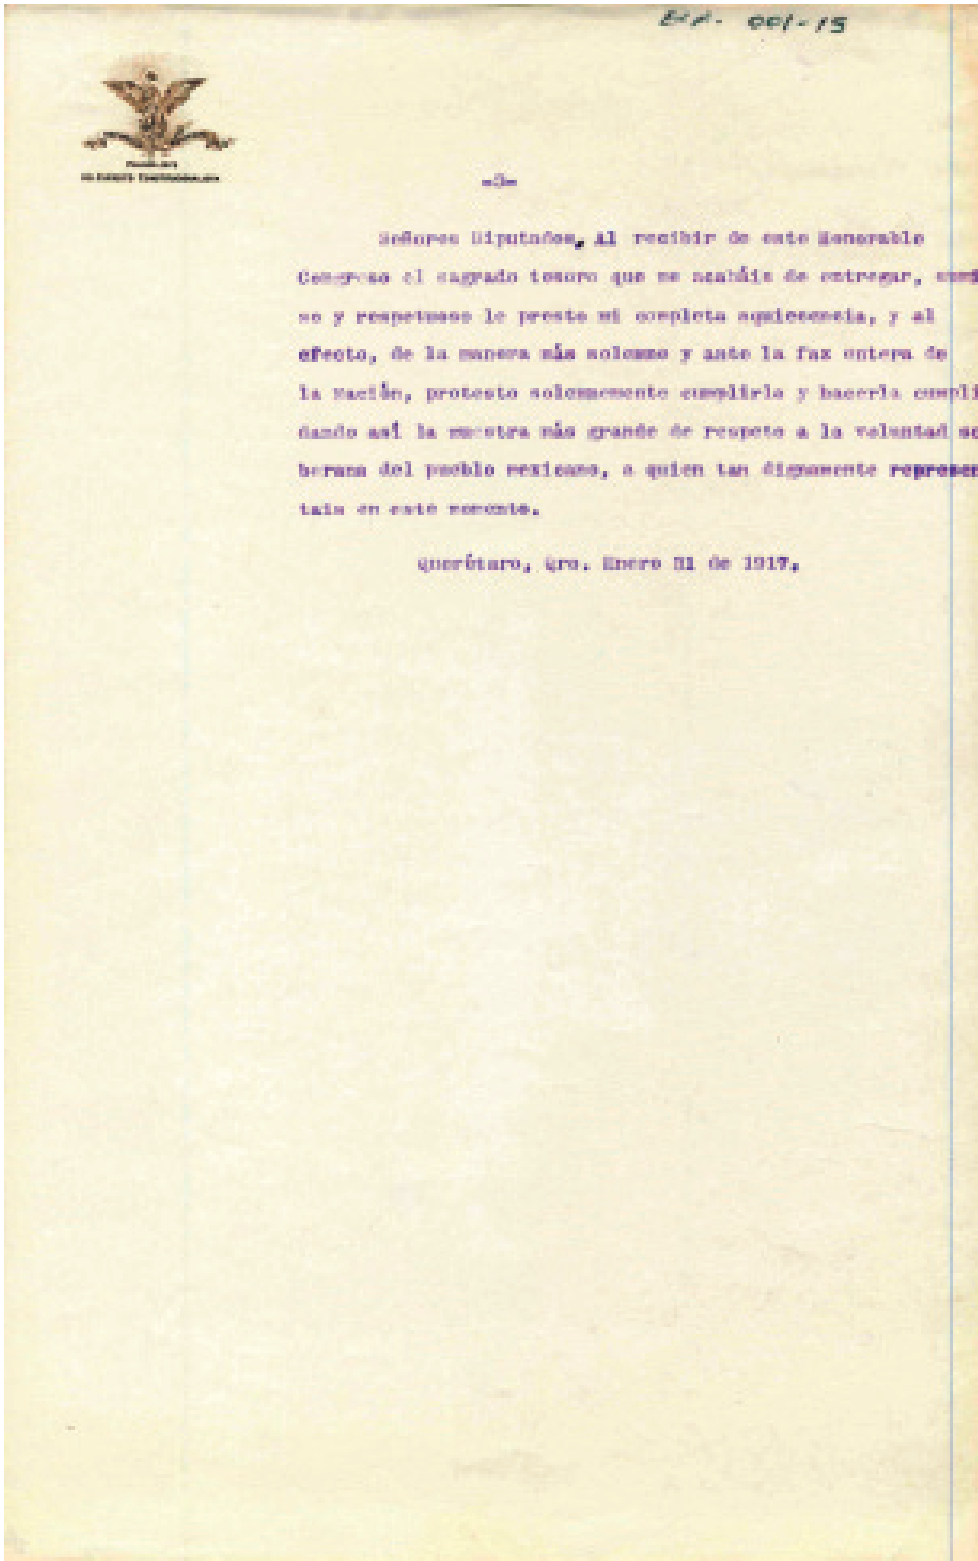 001-15
DEL EJERCITO CONSTITUCIONALISTA
-3-
Señores Diputados, Al recibir de este Honorable
Congreso el sagrado tesoro que me acabáis de entregar, sumi
so y respetuoso le presto mi completa aquiescencia, y al
efecto, de la manera más solemne y ante la faz entera de
la Nación, protesto solemnemente cumplirla y hacerla cumpli
dando así la muestra más grande de respeto a la voluntad so
berana del pueblo mexicano, a quien tan dignamente represen
tais en este momento.
Querétaro, Qro. Enero 31 de 1917.